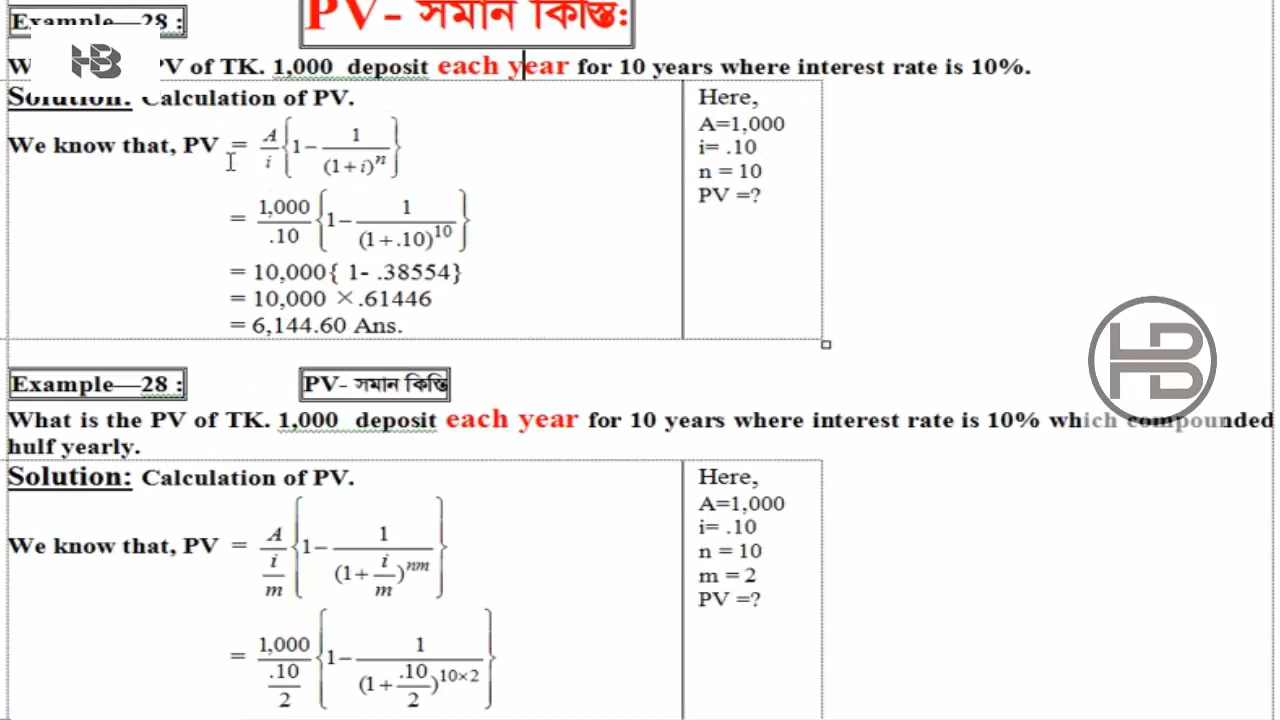 Example—28 :
PV- সমান কিস্তি:
PV of TK. 1,000 deposit each year for 10 years where interest rate is 10%.
Solution: Calculation of PV.
We know that, PV = A/i {1 - 1/(1+i)^n}
= 1,000/.10 {1 - 1/(1+.10)^10}
= 10,000{ 1- .38554}
= 10,000 ×.61446
= 6,144.60 Ans.
Here,
A=1,000
i= .10
n = 10
PV =?
Example—28 :
PV- সমান কিস্তি
What is the PV of TK. 1,000 deposit each year for 10 years where interest rate is 10% which compounded
hulf yearly.
Solution: Calculation of PV.
We know that, PV = A/(i/m) {1 - 1/(1+i/m)^nm}
= 1,000/(.10/2) {1 - 1/(1+.10/2)^10×2}
Here,
A=1,000
i= .10
n = 10
m = 2
PV =?